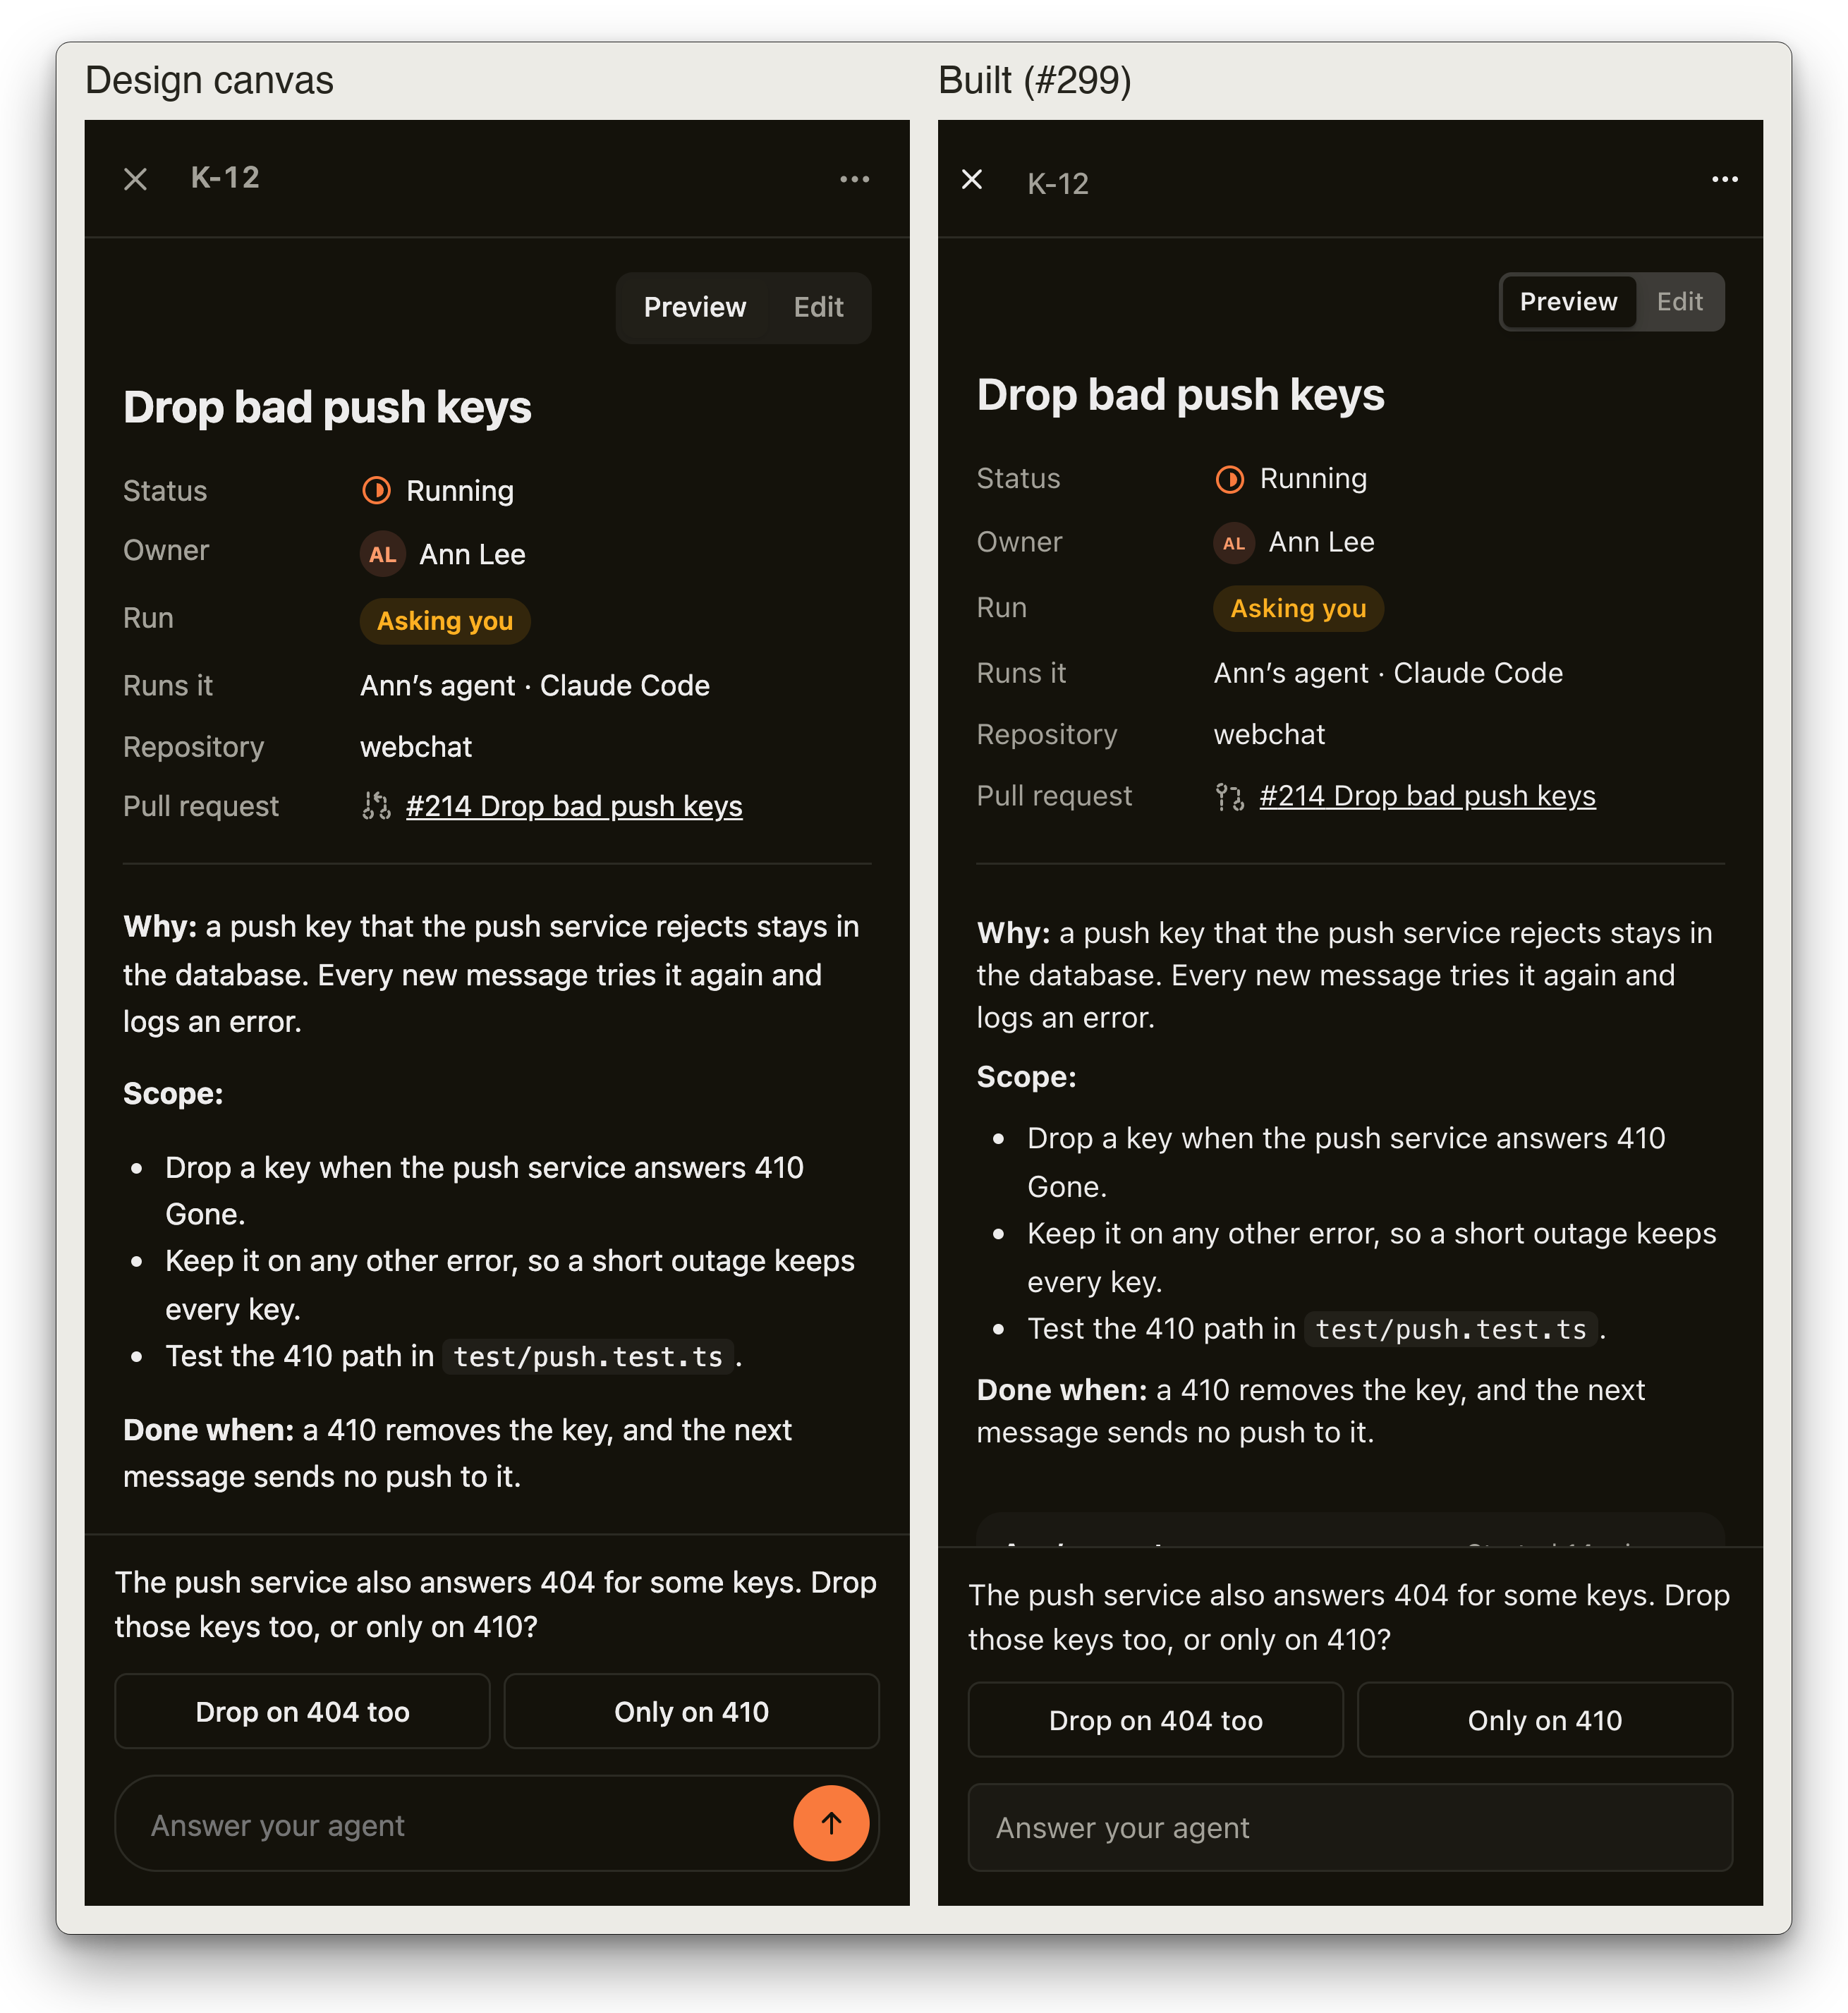 Design canvas
K-12
Preview Edit
Drop bad push keys
Status Running
Owner AL Ann Lee
Run Asking you
Runs it Ann’s agent · Claude Code
Repository webchat
Pull request #214 Drop bad push keys
Why: a push key that the push service rejects stays in
the database. Every new message tries it again and
logs an error.
Scope:
• Drop a key when the push service answers 410
Gone.
• Keep it on any other error, so a short outage keeps
every key.
• Test the 410 path in test/push.test.ts.
Done when: a 410 removes the key, and the next
message sends no push to it.
The push service also answers 404 for some keys. Drop
those keys too, or only on 410?
Drop on 404 too Only on 410
Answer your agent
Built (#299)
K-12
Preview Edit
Drop bad push keys
Status Running
Owner AL Ann Lee
Run Asking you
Runs it Ann’s agent · Claude Code
Repository webchat
Pull request #214 Drop bad push keys
Why: a push key that the push service rejects stays in
the database. Every new message tries it again and
logs an error.
Scope:
• Drop a key when the push service answers 410
Gone.
• Keep it on any other error, so a short outage keeps
every key.
• Test the 410 path in test/push.test.ts.
Done when: a 410 removes the key, and the next
message sends no push to it.
The push service also answers 404 for some keys. Drop
those keys too, or only on 410?
Drop on 404 too Only on 410
Answer your agent